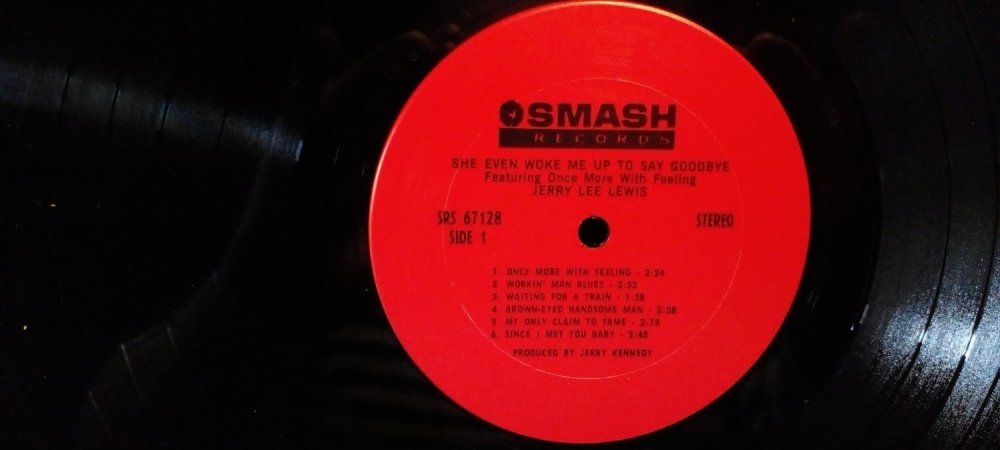 SMASH
RECORDS
SHE EVEN WOKE ME UP TO SAY GOODBYE
Featuring Once More With Feeling
JERRY LEE LEWIS
SRS 67128
SIDE 1
STEREO
1. ONCE MORE WITH FEELING - 2:24
2. WORKIN' MAN BLUES - 2:52
3. WAITING FOR A TRAIN - 1:38
4. BROWN-EYED HANDSOME MAN - 2:08
5. MY ONLY CLAIM TO FAME - 2:13
6. SINCE I MET YOU BABY - 2:45
PRODUCED BY JERRY KENNEDY